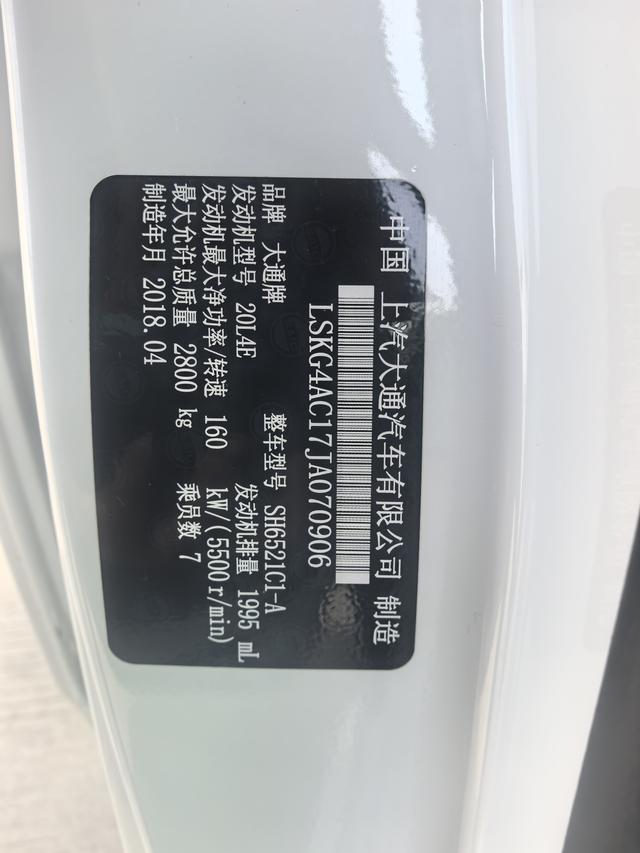 中国 上汽大通汽车有限公司 制造
LSKG4AC17JA070906
品牌 大通牌 整车型号 SH6521C1-A
发动机型号 20L4E 发动机排量 1995 mL
发动机最大净功率/转速 160 kW/(5500r/min)
最大允许总质量 2800 kg 乘员数 7
制造年月 2018.04